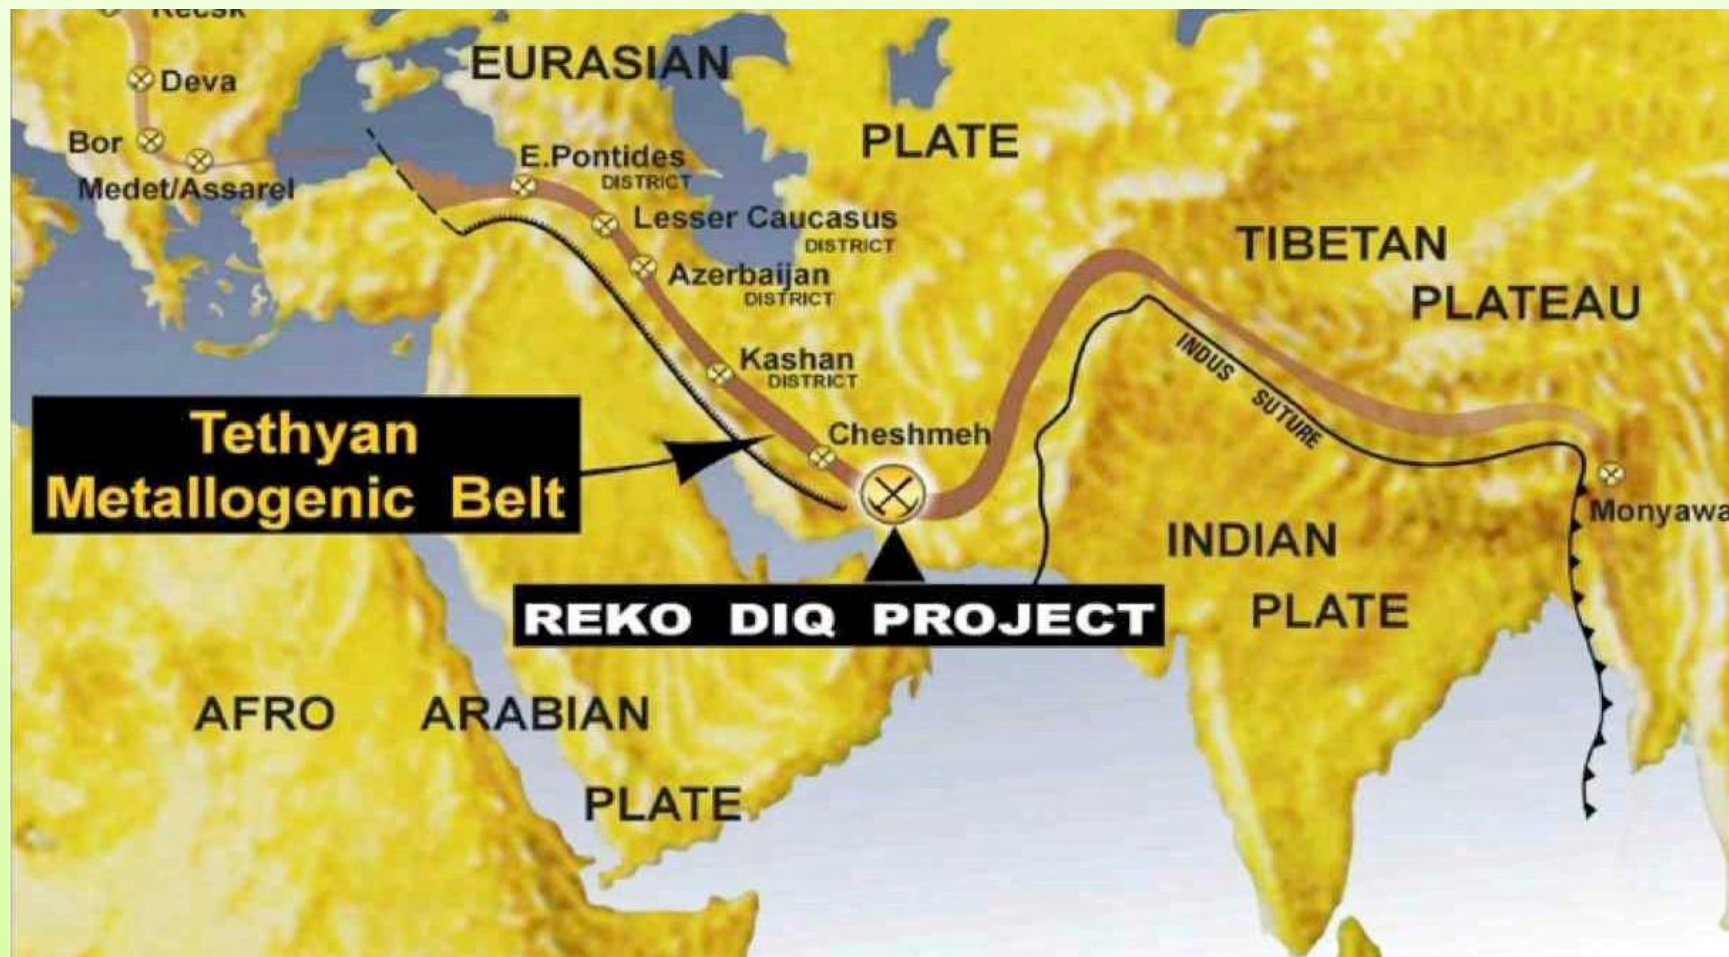 Recsk
EURASIAN
Deva
PLATE
Bor
E.Pontides
DISTRICT
Medet/Assarel
Lesser Caucasus
DISTRICT
TIBETAN
Azerbaijan
DISTRICT
PLATEAU
Kashan
DISTRICT
INDUS SUTURE
Tethyan
Metallogenic Belt
Cheshmeh
Monyawa
INDIAN
PLATE
REKO DIQ PROJECT
AFRO ARABIAN
PLATE